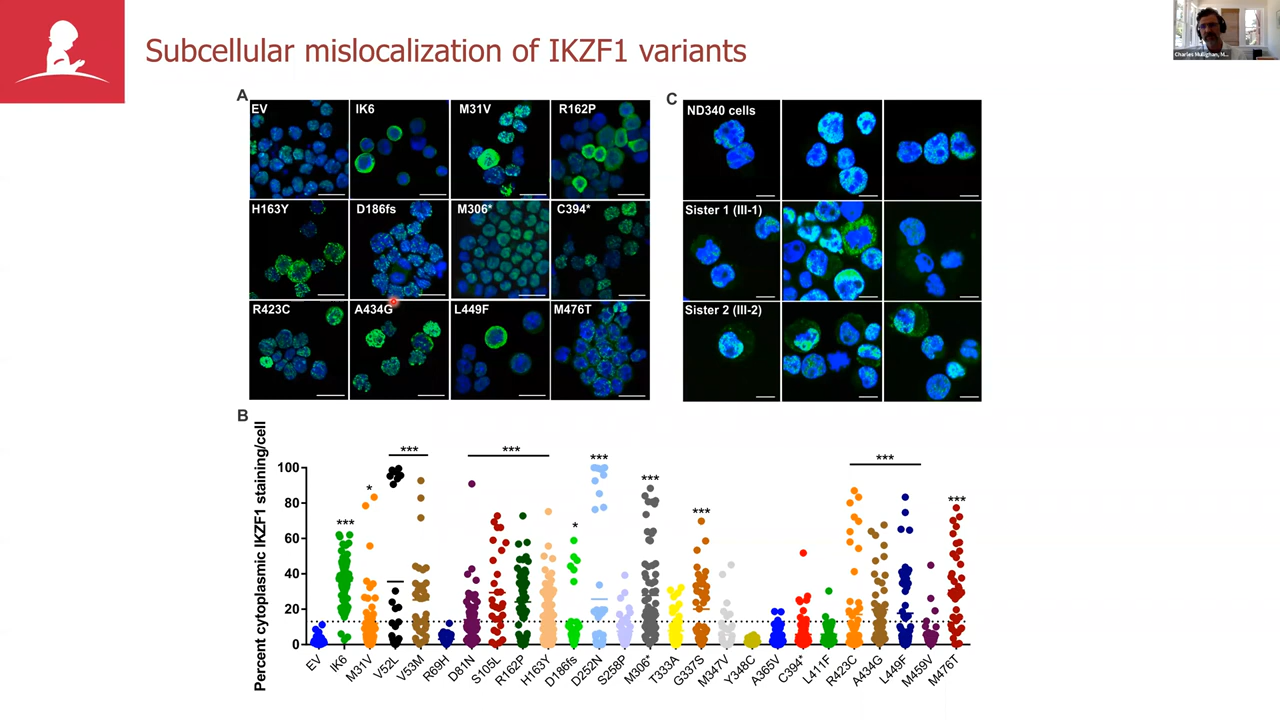 Subcellular mislocalization of IKZF1 variants
Charles Mullighan, M...
A
EV
IK6
M31V
R162P
H163Y
D186fs
M306*
C394*
R423C
A434G
L449F
M476T
C
ND340 cells
Sister 1 (III-1)
Sister 2 (III-2)
B
Percent cytoplasmic IKZF1 staining/cell
100
80
60
40
20
0
***
*
***
***
*
***
***
***
***
***
EV
IK6
M31V
V52L
V53M
R69H
D81N
S105L
R162P
H163Y
D186fs
D252N
S258P
M306*
T333A
G337S
M347V
Y348C
A365V
C394*
L411F
R423C
A434G
L449F
M459V
M476T